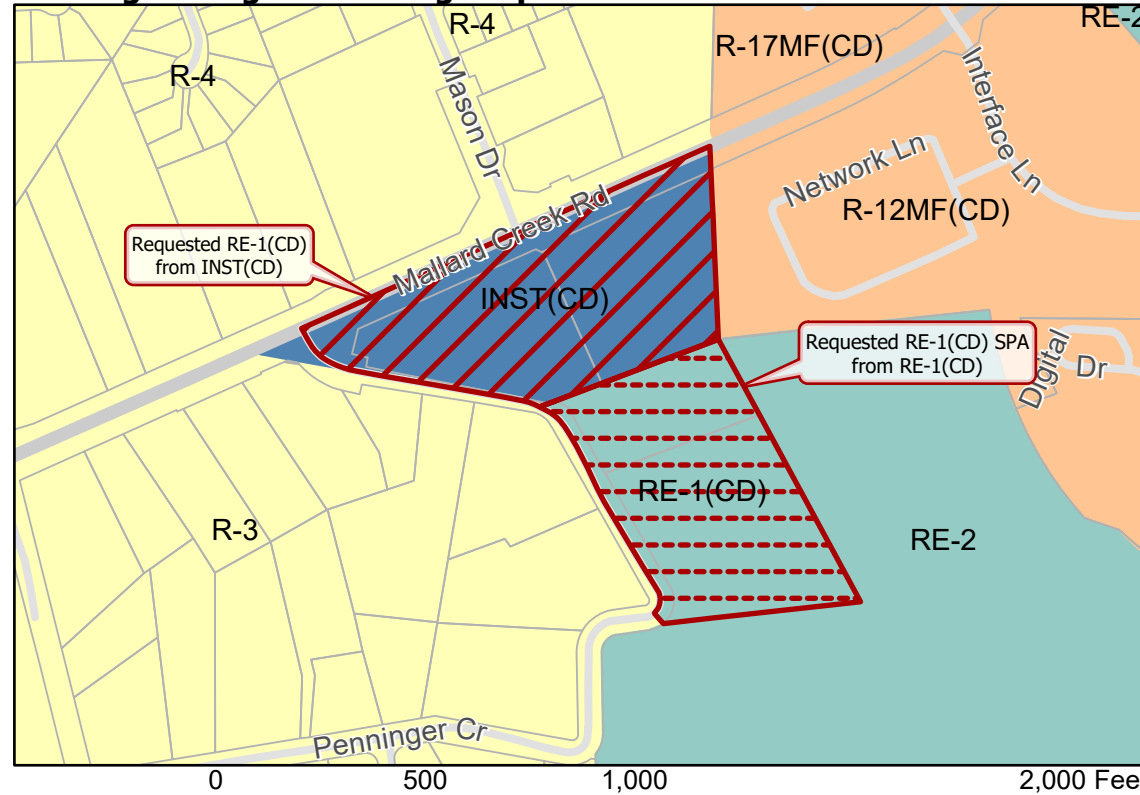 RE-2
R-4
R-17MF(CD)
R-4
Mason Dr
Interface Ln
Network Ln
R-12MF(CD)
Requested RE-1(CD)
from INST(CD)
Mallard Creek Rd
INST(CD)
Requested RE-1(CD) SPA
from RE-1(CD)
Digital Dr
RE-1(CD)
R-3
RE-2
Penninger Cr
0 500 1,000 2,000 Fee